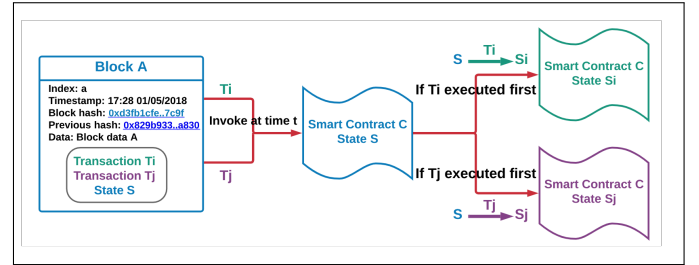 Block A
Index: a
Timestamp: 17:28 01/05/2018
Block hash: 0xd3fb1cfe..7c9f
Previous hash: 0x829b933..a830
Data: Block data A
Transaction Ti
Transaction Tj
State S
Ti
Invoke at time t
Tj
Smart Contract C
State S
S Ti Si
If Ti executed first
Smart Contract C
State Si
If Tj executed first
S Tj Sj
Smart Contract C
State Sj